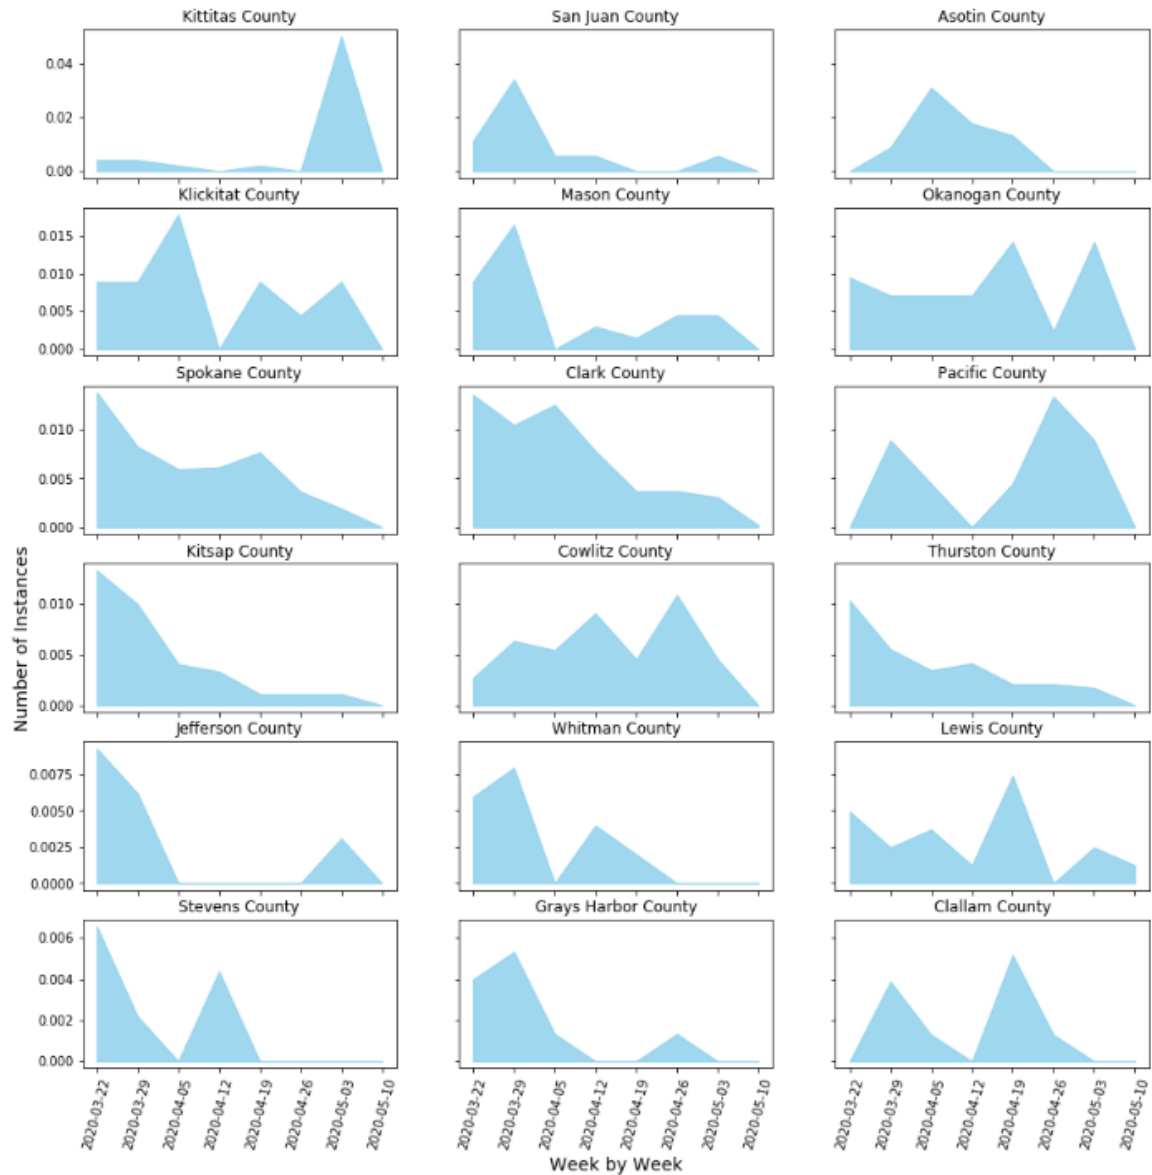 Kittitas County
San Juan County
Asotin County
0.04
0.02
0.00
Klickitat County
Mason County
Okanogan County
0.015
0.010
0.005
0.000
Spokane County
Clark County
Pacific County
0.010
0.005
0.000
Kitsap County
Cowlitz County
Thurston County
0.010
0.005
0.000
Number of Instances
Jefferson County
Whitman County
Lewis County
0.0075
0.0050
0.0025
0.0000
Stevens County
Grays Harbor County
Clallam County
0.006
0.004
0.002
0.000
2020-03-22
2020-03-29
2020-04-05
2020-04-12
2020-04-19
2020-04-26
2020-05-03
2020-05-10
2020-03-22
2020-03-29
2020-04-05
2020-04-12
2020-04-19
2020-04-26
2020-05-03
2020-05-10
2020-03-22
2020-03-29
2020-04-05
2020-04-12
2020-04-19
2020-04-26
2020-05-03
2020-05-10
Week by Week